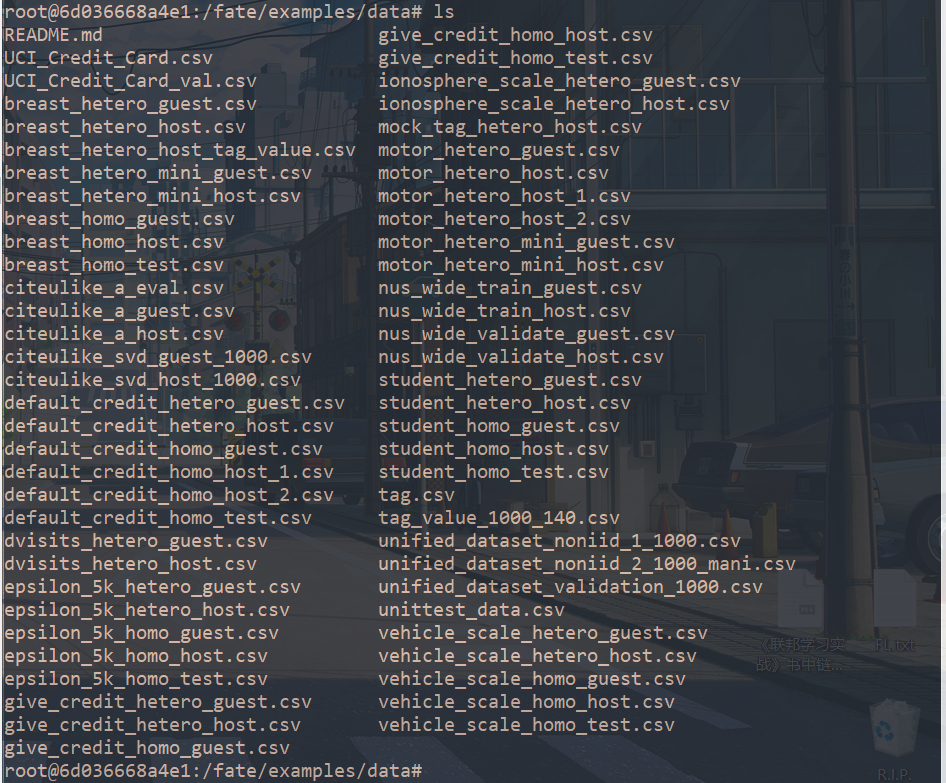 root@6d036668a4e1:/fate/examples/data# ls
README.md give_credit_homo_host.csv
UCI_Credit_Card.csv give_credit_homo_test.csv
UCI_Credit_Card_val.csv ionosphere_scale_hetero_guest.csv
breast_hetero_guest.csv ionosphere_scale_hetero_host.csv
breast_hetero_host.csv mock_tag_hetero_host.csv
breast_hetero_host_tag_value.csv motor_hetero_guest.csv
breast_hetero_mini_guest.csv motor_hetero_host.csv
breast_hetero_mini_host.csv motor_hetero_host_1.csv
breast_homo_guest.csv motor_hetero_host_2.csv
breast_homo_host.csv motor_hetero_mini_guest.csv
breast_homo_test.csv motor_hetero_mini_host.csv
citeulike_a_eval.csv nus_wide_train_guest.csv
citeulike_a_guest.csv nus_wide_train_host.csv
citeulike_a_host.csv nus_wide_validate_guest.csv
citeulike_svd_guest_1000.csv nus_wide_validate_host.csv
citeulike_svd_host_1000.csv student_hetero_guest.csv
default_credit_hetero_guest.csv student_hetero_host.csv
default_credit_hetero_host.csv student_homo_guest.csv
default_credit_homo_guest.csv student_homo_host.csv
default_credit_homo_host_1.csv student_homo_test.csv
default_credit_homo_host_2.csv tag.csv
default_credit_homo_test.csv tag_value_1000_140.csv
dvisits_hetero_guest.csv unified_dataset_noniid_1_1000.csv
dvisits_hetero_host.csv unified_dataset_noniid_2_1000_mani.csv
epsilon_5k_hetero_guest.csv unified_dataset_validation_1000.csv
epsilon_5k_hetero_host.csv unittest_data.csv
epsilon_5k_homo_guest.csv vehicle_scale_hetero_guest.csv
epsilon_5k_homo_host.csv vehicle_scale_hetero_host.csv
epsilon_5k_homo_test.csv vehicle_scale_homo_guest.csv
give_credit_hetero_guest.csv vehicle_scale_homo_host.csv
give_credit_hetero_host.csv vehicle_scale_homo_test.csv
give_credit_homo_guest.csv
root@6d036668a4e1:/fate/examples/data#
《联邦学习实
战》书中链... FL.txt
R.I.P.